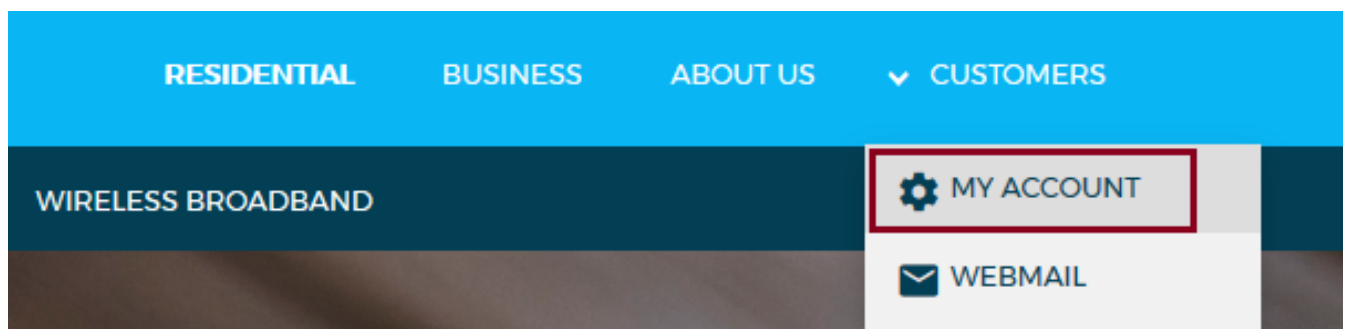 RESIDENTIAL BUSINESS ABOUT US CUSTOMERS
WIRELESS BROADBAND
MY ACCOUNT
WEBMAIL